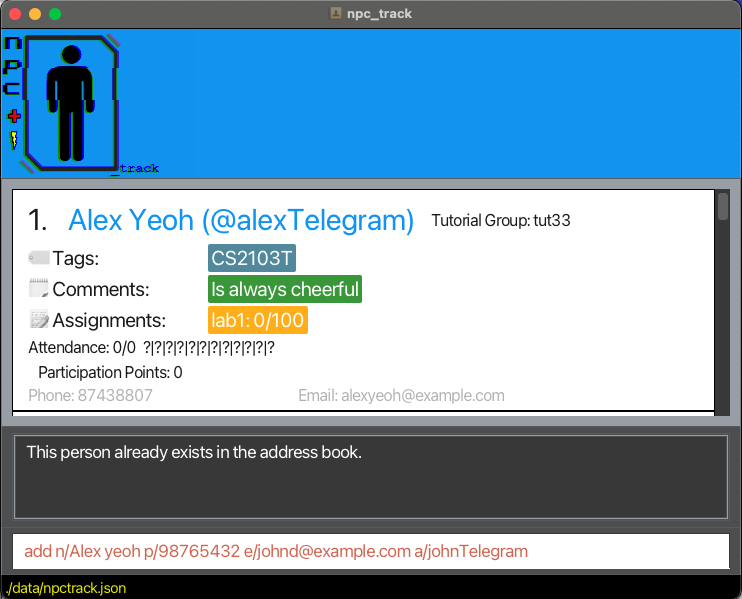 npc_track
n
p
c
_track
1. Alex Yeoh (@alexTelegram) Tutorial Group: tut33
Tags: CS2103T
Comments: Is always cheerful
Assignments: lab1: 0/100
Attendance: 0/0 ?|?|?|?|?|?|?|?|?|?|?|?
Participation Points: 0
Phone: 87438807 Email: alexyeoh@example.com
This person already exists in the address book.
add n/Alex yeoh p/98765432 e/johnd@example.com a/johnTelegram
./data/npctrack.json